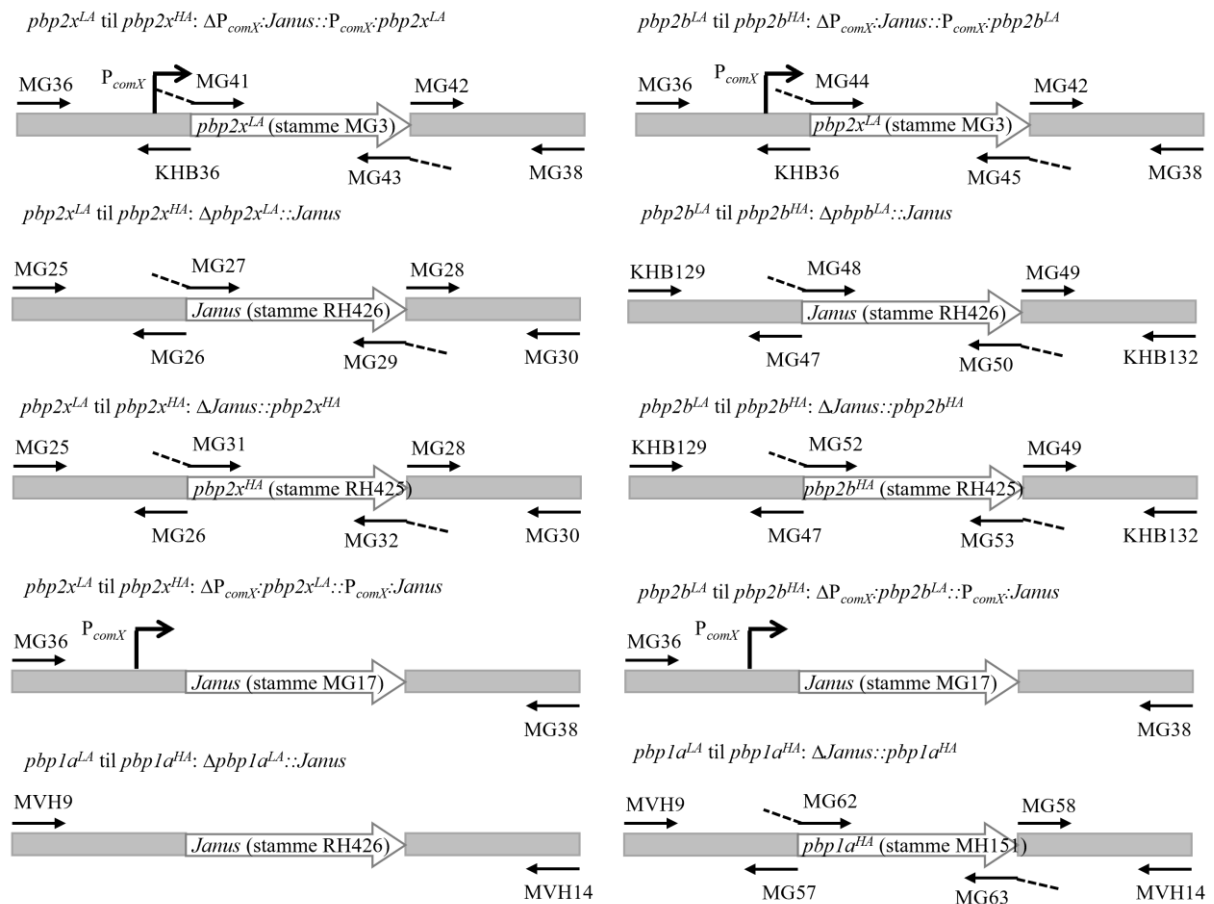 pbp2x^LA til pbp2x^HA: ΔP_comX:Janus::P_comX:pbp2x^LA
MG36
P_comX
MG41
MG42
pbp2x^LA (stamme MG3)
KHB36
MG43
MG38
pbp2b^LA til pbp2b^HA: ΔP_comX:Janus::P_comX:pbp2b^LA
MG36
P_comX
MG44
MG42
pbp2x^LA (stamme MG3)
KHB36
MG45
MG38
pbp2x^LA til pbp2x^HA: Δpbp2x^LA::Janus
MG25
MG27
MG28
Janus (stamme RH426)
MG26
MG29
MG30
pbp2b^LA til pbp2b^HA: Δpbpb^LA::Janus
KHB129
MG48
MG49
Janus (stamme RH426)
MG47
MG50
KHB132
pbp2x^LA til pbp2x^HA: ΔJanus::pbp2x^HA
MG25
MG31
MG28
pbp2x^HA (stamme RH425)
MG26
MG32
MG30
pbp2b^LA til pbp2b^HA: ΔJanus::pbp2b^HA
KHB129
MG52
MG49
pbp2b^HA (stamme RH425)
MG47
MG53
KHB132
pbp2x^LA til pbp2x^HA: ΔP_comX:pbp2x^LA::P_comX:Janus
MG36
P_comX
Janus (stamme MG17)
MG38
pbp2b^LA til pbp2b^HA: ΔP_comX:pbp2b^LA::P_comX:Janus
MG36
P_comX
Janus (stamme MG17)
MG38
pbp1a^LA til pbp1a^HA: Δpbp1a^LA::Janus
MVH9
Janus (stamme RH426)
MVH14
pbp1a^LA til pbp1a^HA: ΔJanus::pbp1a^HA
MVH9
MG62
MG58
pbp1a^HA (stamme MH151)
MG57
MG63
MVH14